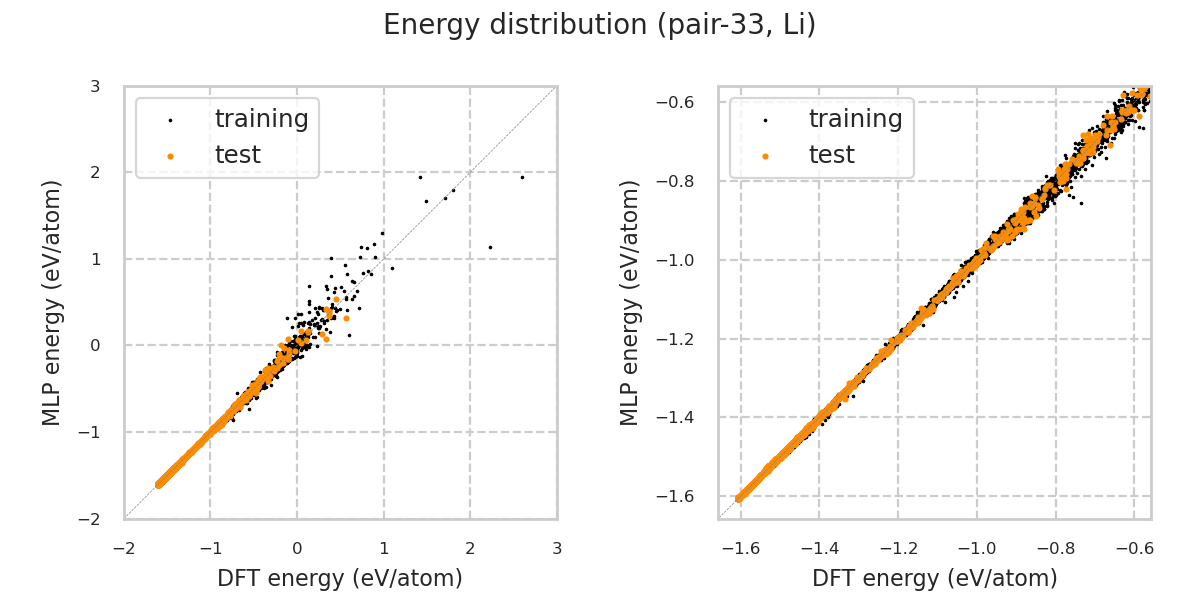 Energy distribution (pair-33, Li)
training
test
3
2
1
0
−1
−2
−2
−1
0
1
2
3
MLP energy (eV/atom)
DFT energy (eV/atom)
training
test
−0.6
−0.8
−1.0
−1.2
−1.4
−1.6
−1.6
−1.4
−1.2
−1.0
−0.8
−0.6
MLP energy (eV/atom)
DFT energy (eV/atom)